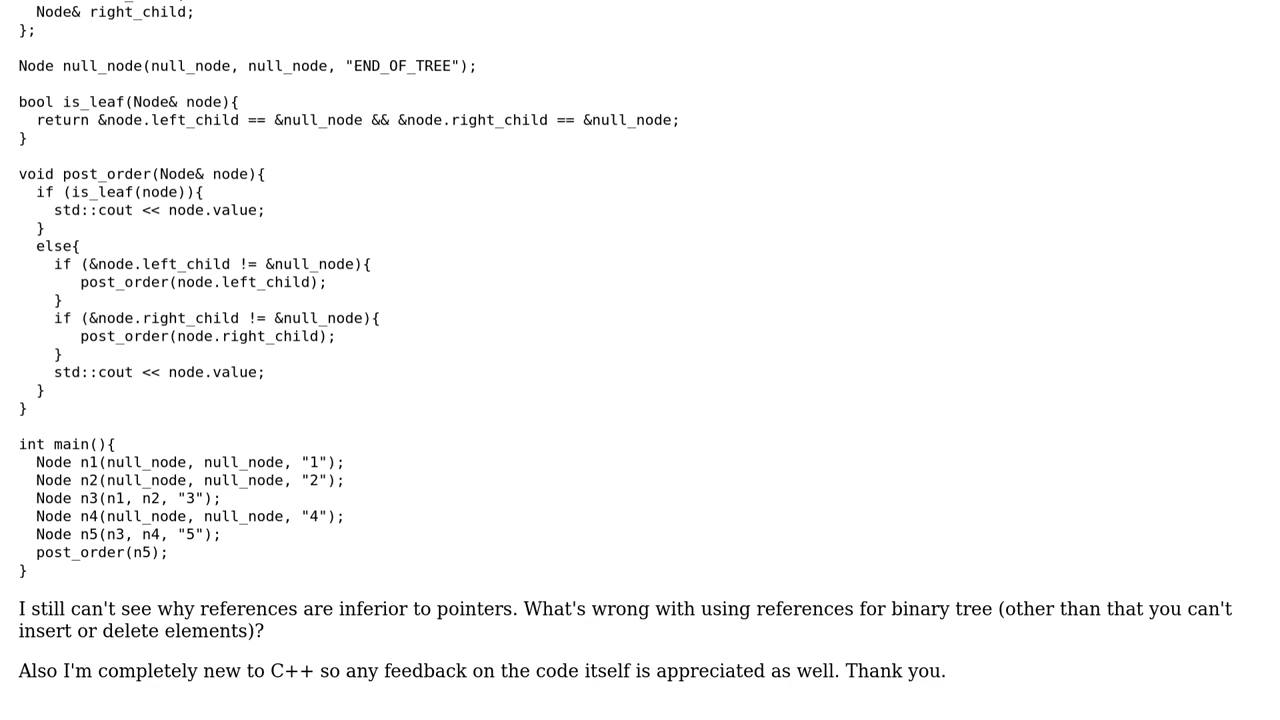 Node& right_child;
};
Node null_node(null_node, null_node, "END_OF_TREE");
bool is_leaf(Node& node){
return &node.left_child == &null_node && &node.right_child == &null_node;
}
void post_order(Node& node){
if (is_leaf(node)){
std::cout << node.value;
}
else{
if (&node.left_child != &null_node){
post_order(node.left_child);
}
if (&node.right_child != &null_node){
post_order(node.right_child);
}
std::cout << node.value;
}
}
int main(){
Node n1(null_node, null_node, "1");
Node n2(null_node, null_node, "2");
Node n3(n1, n2, "3");
Node n4(null_node, null_node, "4");
Node n5(n3, n4, "5");
post_order(n5);
}
I still can't see why references are inferior to pointers. What's wrong with using references for binary tree (other than that you can't
insert or delete elements)?
Also I'm completely new to C++ so any feedback on the code itself is appreciated as well. Thank you.